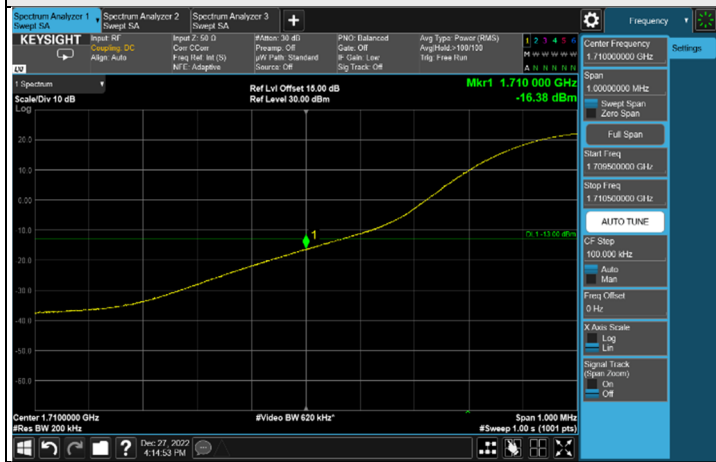 Spectrum Analyzer 1
Swept SA
Spectrum Analyzer 2
Swept SA
Spectrum Analyzer 3
Swept SA
+
Frequency
KEYSIGHT
Input: RF
Coupling: DC
Align: Auto
Input Z: 50 Ω
Corr CCorr
Freq Ref: Int (S)
NFE: Adaptive
#Atten: 30 dB
Preamp: Off
µW Path: Standard
Source: Off
PNO: Balanced
Gate: Off
IF Gain: Low
Sig Track: Off
Avg Type: Power (RMS)
Avg|Hold:>100/100
Trig: Free Run
1 2 3 4 5 6
M W W W W W
A N N N N N
1 Spectrum
Scale/Div 10 dB
Log
Ref Lvl Offset 15.00 dB
Ref Level 30.00 dBm
Mkr1 1.710 000 GHz
-16.38 dBm
20.0
10.0
0.00
-10.0
-20.0
-30.0
-40.0
-50.0
-60.0
1
DL1 -13.00 dBm
Center 1.7100000 GHz
#Res BW 200 kHz
#Video BW 620 kHz*
Span 1.000 MHz
#Sweep 1.00 s (1001 pts)
Center Frequency
1.710000000 GHz
Settings
Span
1.00000000 MHz
Swept Span
Zero Span
Full Span
Start Freq
1.709500000 GHz
Stop Freq
1.710500000 GHz
AUTO TUNE
CF Step
100.000 kHz
Auto
Man
Freq Offset
0 Hz
X Axis Scale
Log
Lin
Signal Track
(Span Zoom)
On
Off
?
Dec 27, 2022
4:14:53 PM